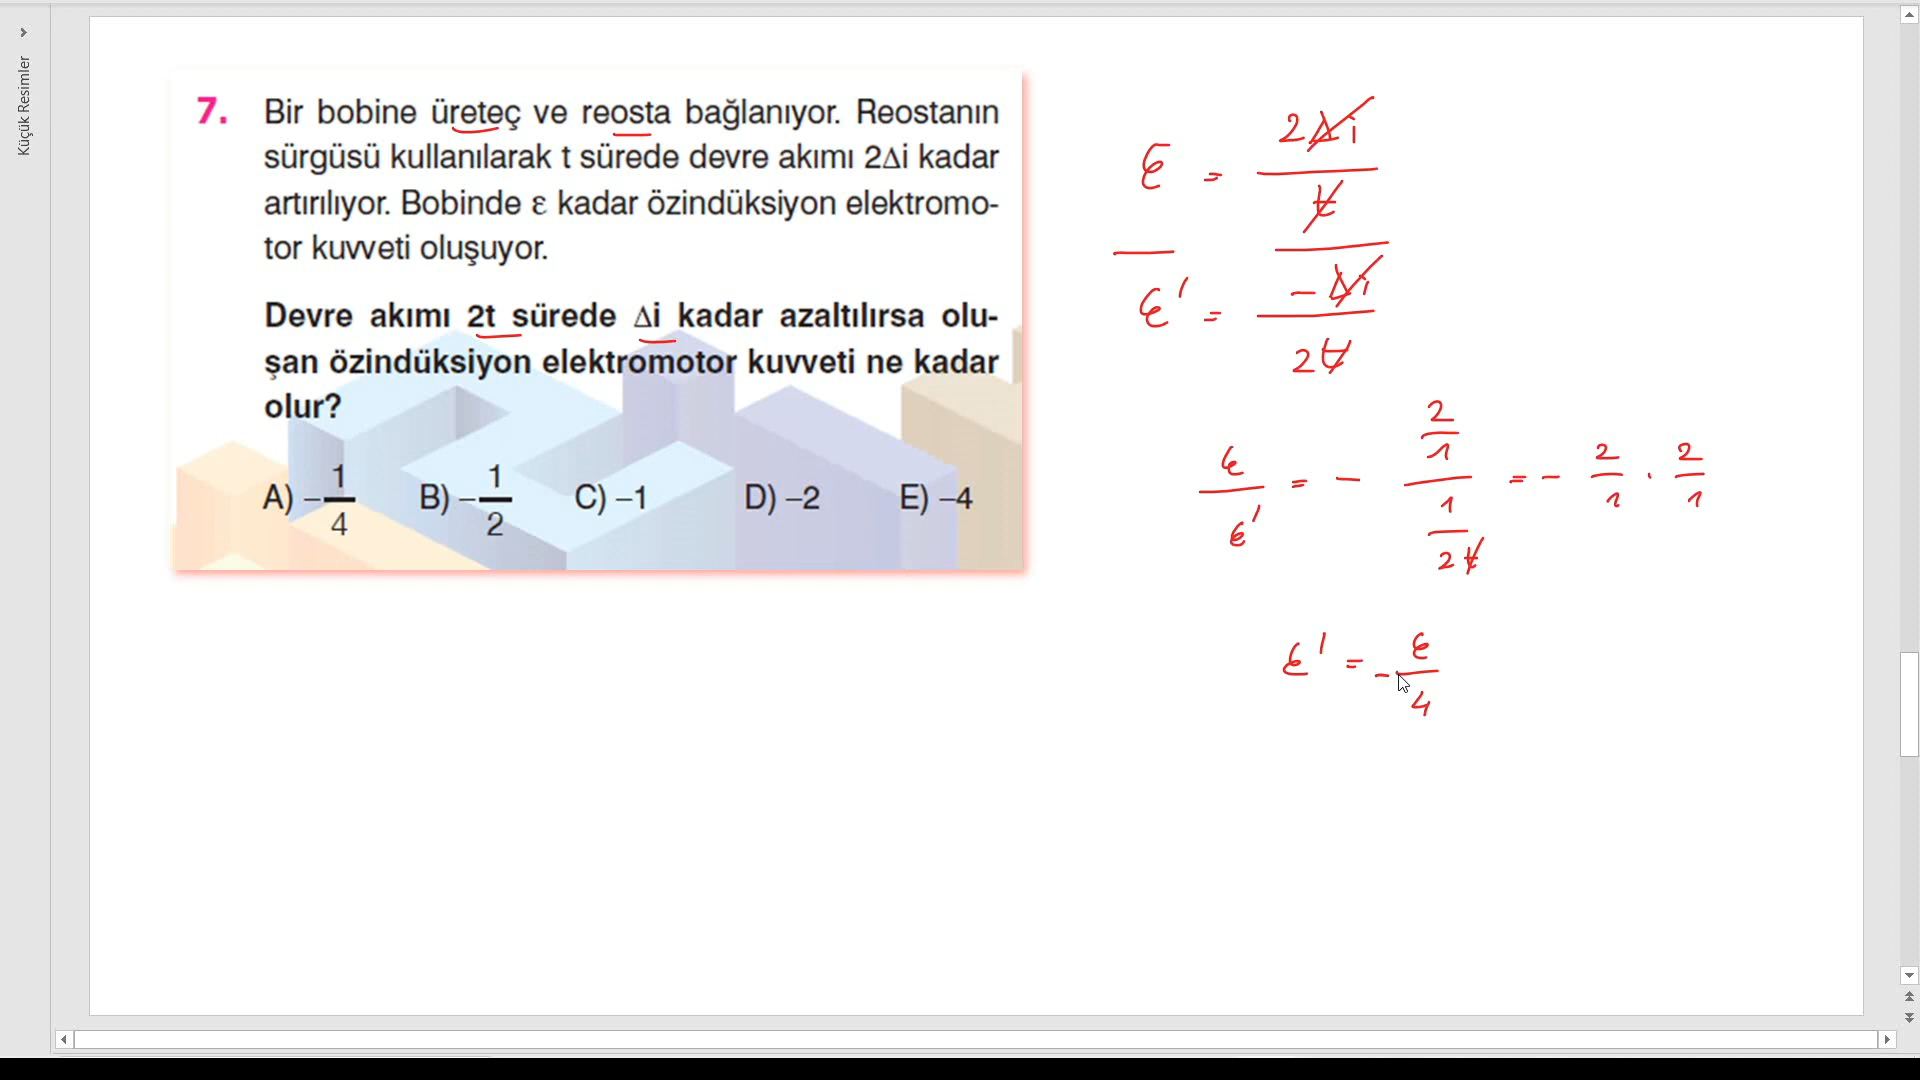 Küçük Resimler
7. Bir bobine üreteç ve reosta bağlanıyor. Reostanın
sürgüsü kullanılarak t sürede devre akımı 2Δi kadar
artırılıyor. Bobinde ε kadar özindüksiyon elektromo-
tor kuvveti oluşuyor.
Devre akımı 2t sürede Δi kadar azaltılırsa olu-
şan özindüksiyon elektromotor kuvveti ne kadar
olur?
A) –1/4 B) –1/2 C) –1 D) –2 E) –4
ε = 2Δi / t
ε' = –Δi / 2t
ε/ε' = – (2/1) / (1/2t) = – 2/1 · 2/1
ε' = – ε/4